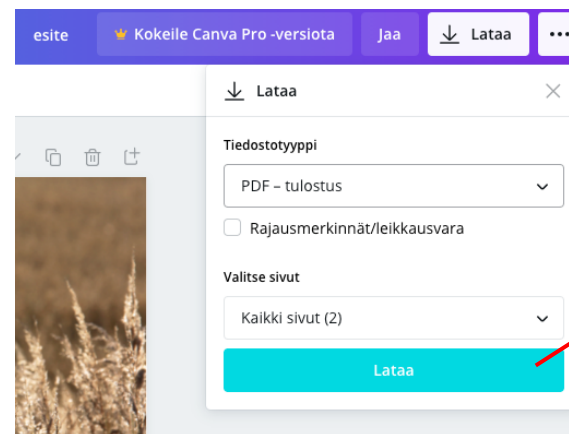 esite
Kokeile Canva Pro -versiota
Jaa
Lataa
Lataa
Tiedostotyyppi
PDF – tulostus
Rajausmerkinnät/leikkausvara
Valitse sivut
Kaikki sivut (2)
Lataa